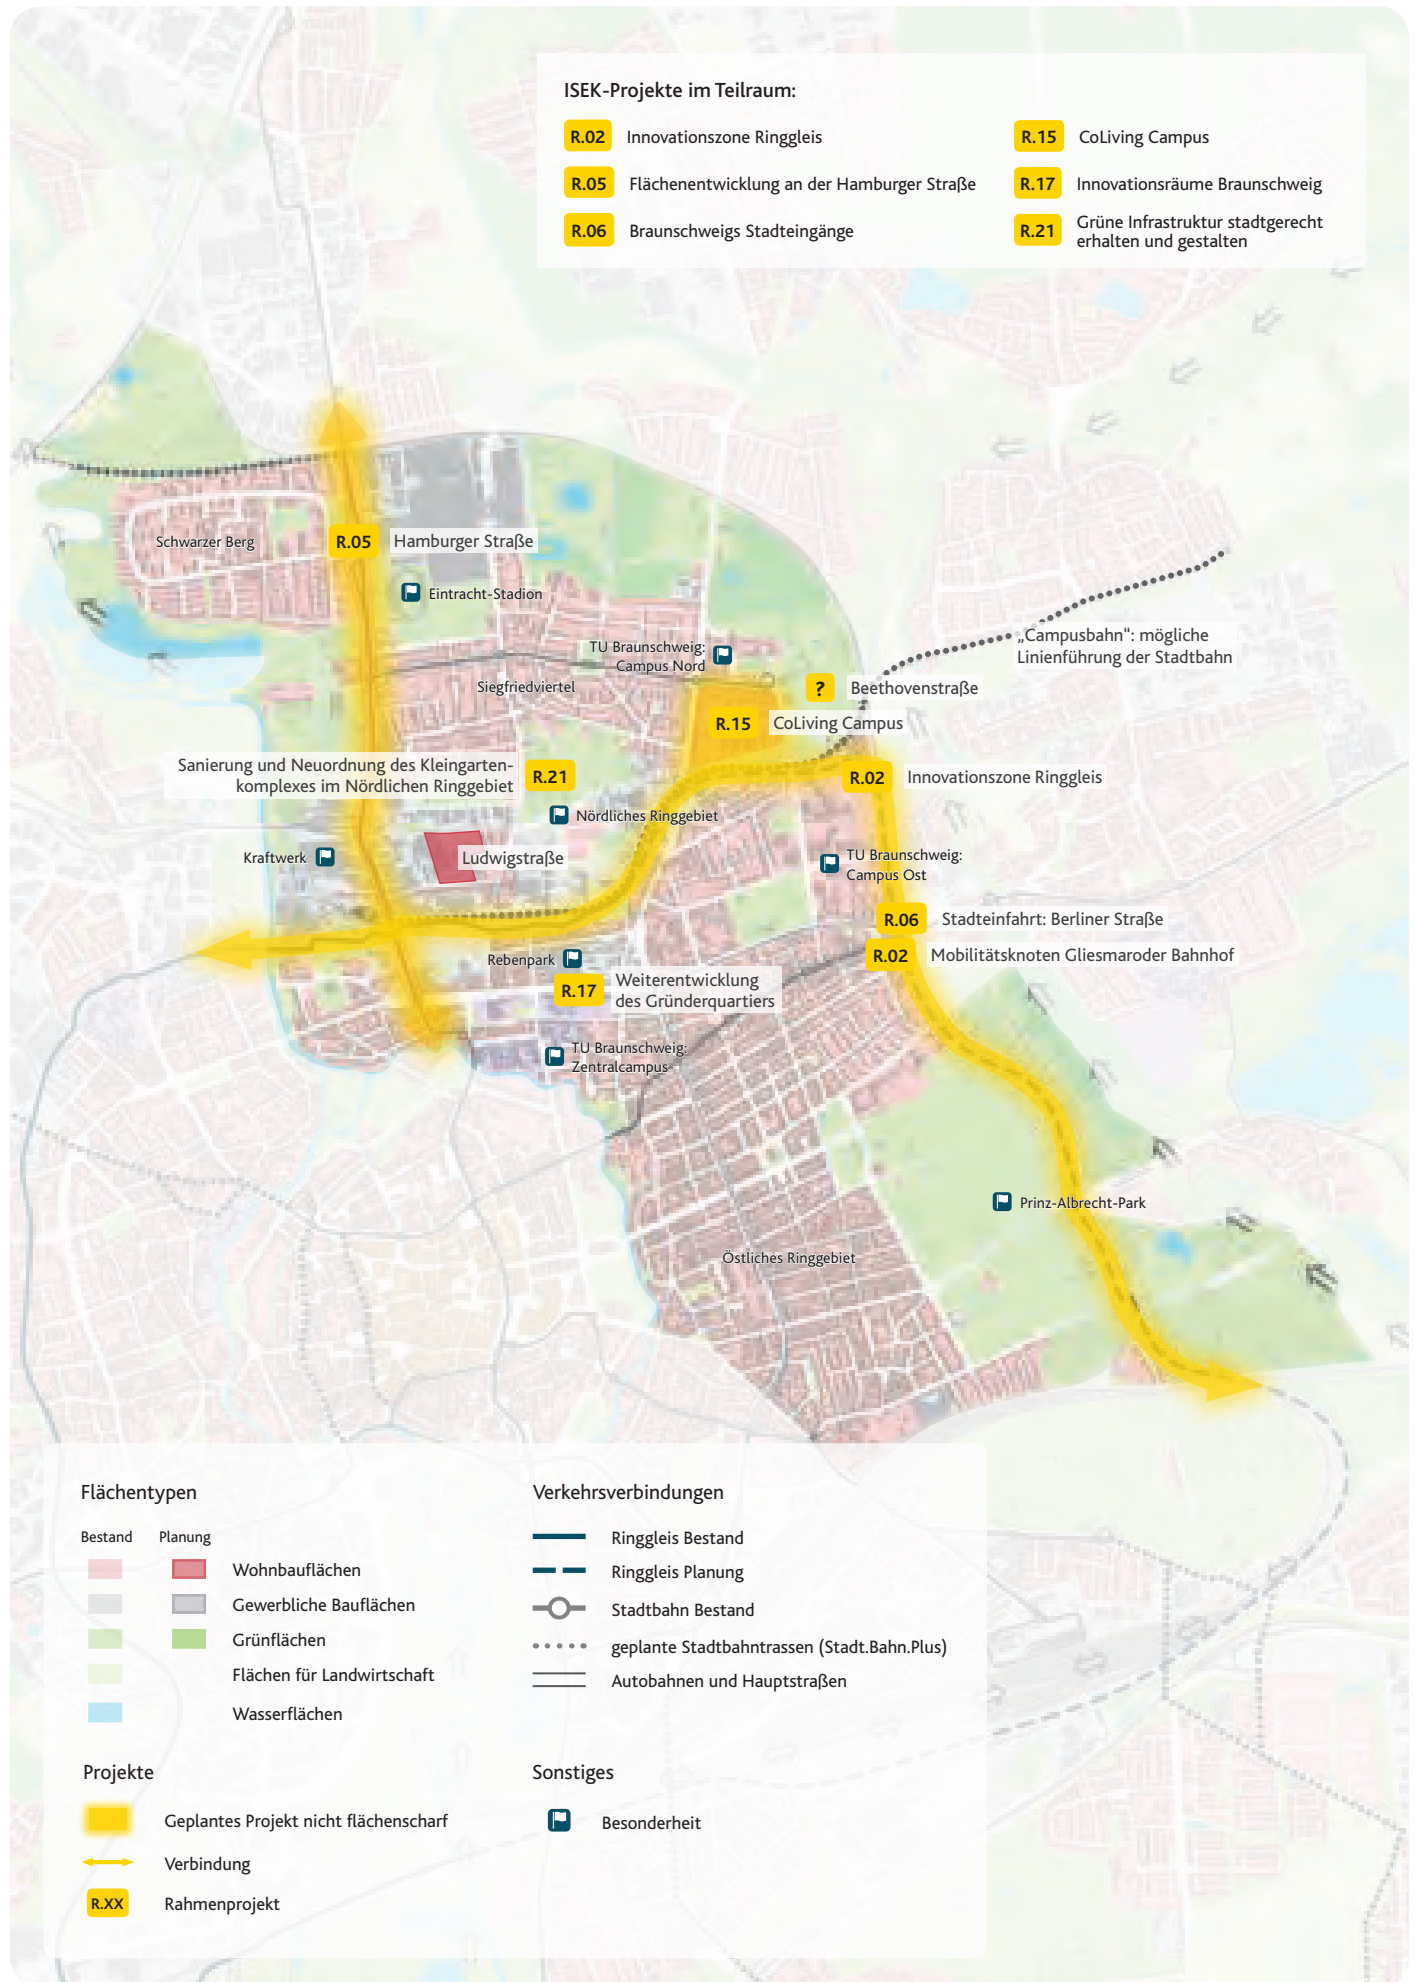 ISEK-Projekte im Teilraum:
R.02 Innovationszone Ringgleis
R.05 Flächenentwicklung an der Hamburger Straße
R.06 Braunschweigs Stadteingänge
R.15 CoLiving Campus
R.17 Innovationsräume Braunschweig
R.21 Grüne Infrastruktur stadtgerecht
erhalten und gestalten
Schwarzer Berg
R.05 Hamburger Straße
Eintracht-Stadion
„Campusbahn“: mögliche
Linienführung der Stadtbahn
TU Braunschweig:
Campus Nord
Siegfriedviertel
? Beethovenstraße
R.15 CoLiving Campus
Sanierung und Neuordnung des Kleingarten-
komplexes im Nördlichen Ringgebiet
R.21
R.02 Innovationszone Ringgleis
Nördliches Ringgebiet
Kraftwerk
Ludwigstraße
TU Braunschweig:
Campus Ost
R.06 Stadteinfahrt: Berliner Straße
R.02 Mobilitätsknoten Gliesmaroder Bahnhof
Rebenpark
R.17 Weiterentwicklung
des Gründerquartiers
TU Braunschweig:
Zentralcampus
Prinz-Albrecht-Park
Östliches Ringgebiet
Flächentypen
Bestand Planung
Wohnbauflächen
Gewerbliche Bauflächen
Grünflächen
Flächen für Landwirtschaft
Wasserflächen
Verkehrsverbindungen
Ringgleis Bestand
Ringgleis Planung
Stadtbahn Bestand
geplante Stadtbahntrassen (Stadt.Bahn.Plus)
Autobahnen und Hauptstraßen
Projekte
Geplantes Projekt nicht flächenscharf
Verbindung
R.XX Rahmenprojekt
Sonstiges
Besonderheit